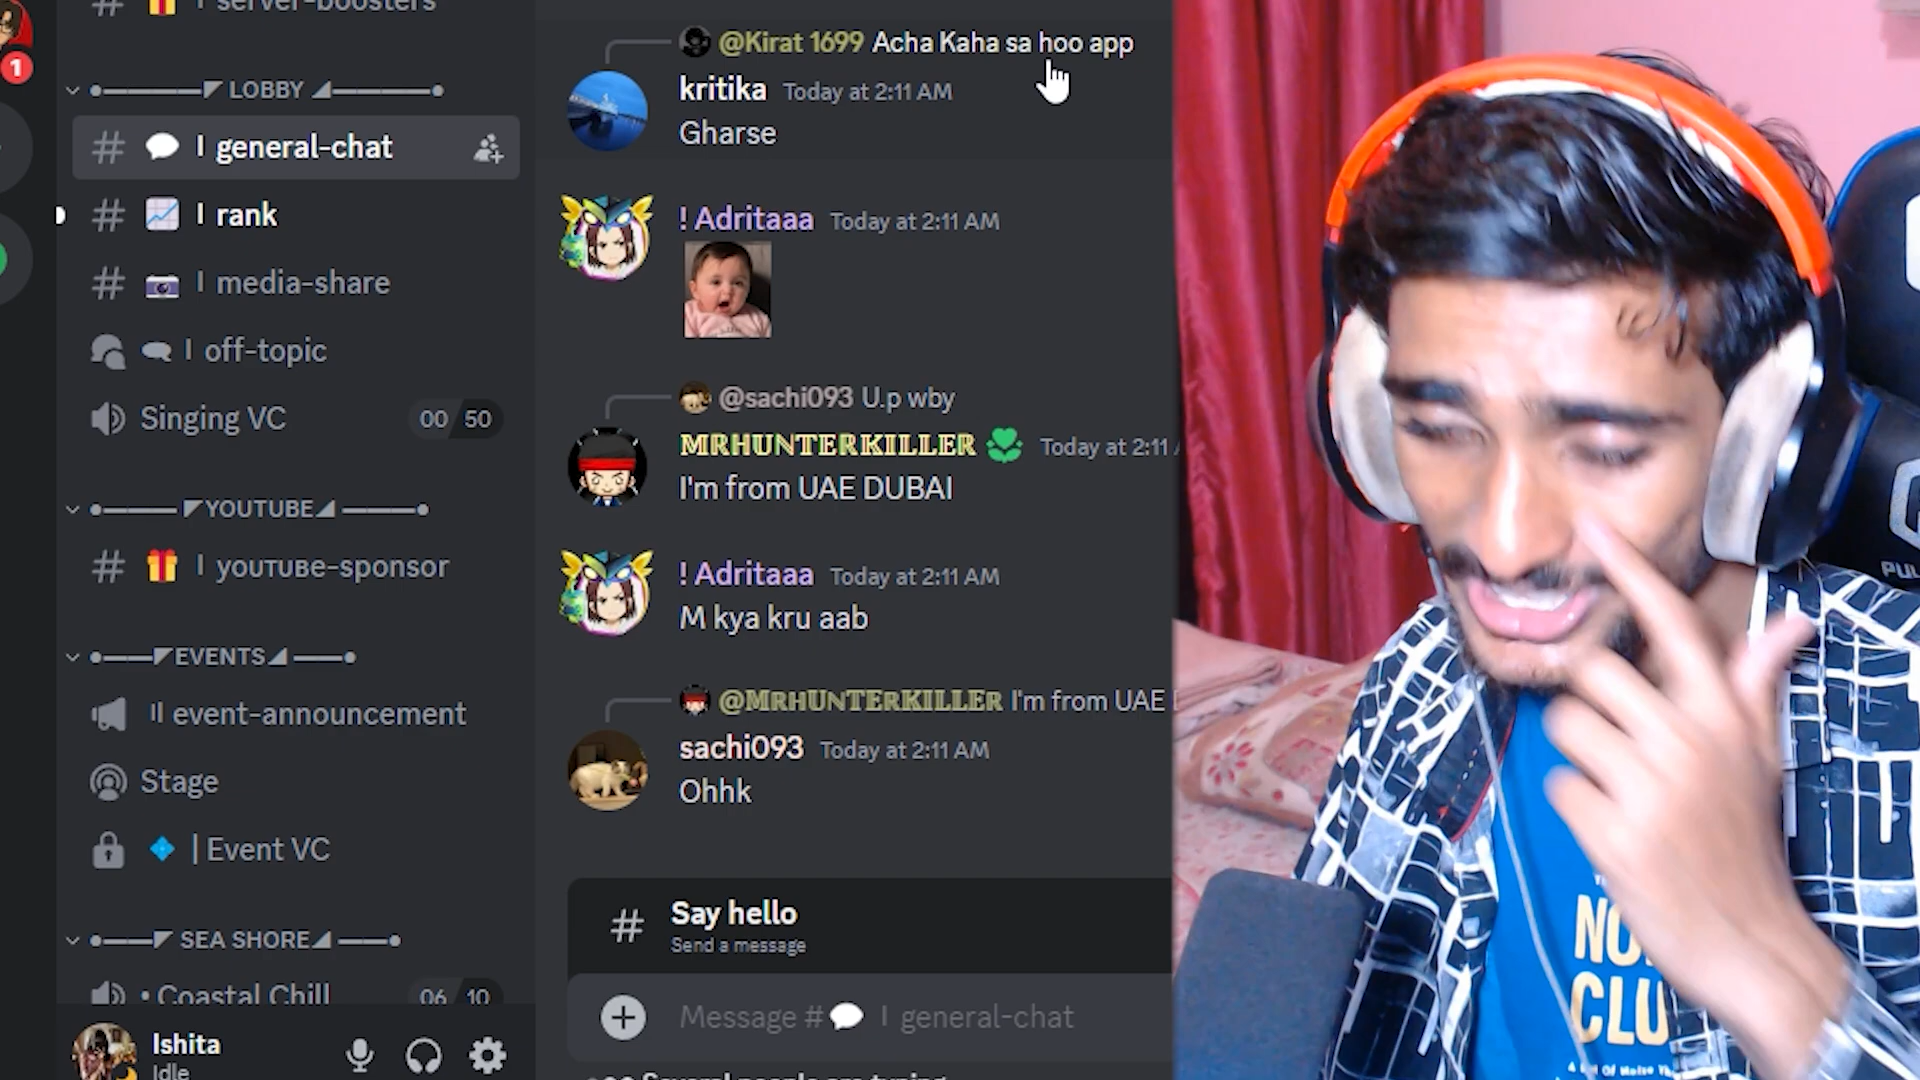 server-boosters
1
LOBBY
general-chat
rank
media-share
off-topic
Singing VC 00 50
YOUTUBE
youtube-sponsor
EVENTS
event-announcement
Stage
Event VC
SEA SHORE
Coastal Chill 06 10
Ishita
Idle
@Kirat 1699 Acha Kaha sa hoo app
kritika Today at 2:11 AM
Gharse
! Adritaaa Today at 2:11 AM
@sachi093 U.p wby
MRHUNTERKILLER Today at 2:11
I'm from UAE DUBAI
! Adritaaa Today at 2:11 AM
M kya kru aab
@MRHUNTERKILLER I'm from UAE
sachi093 Today at 2:11 AM
Ohhk
# Say hello
Send a message
Message # | general-chat
Several people are typing
CLU